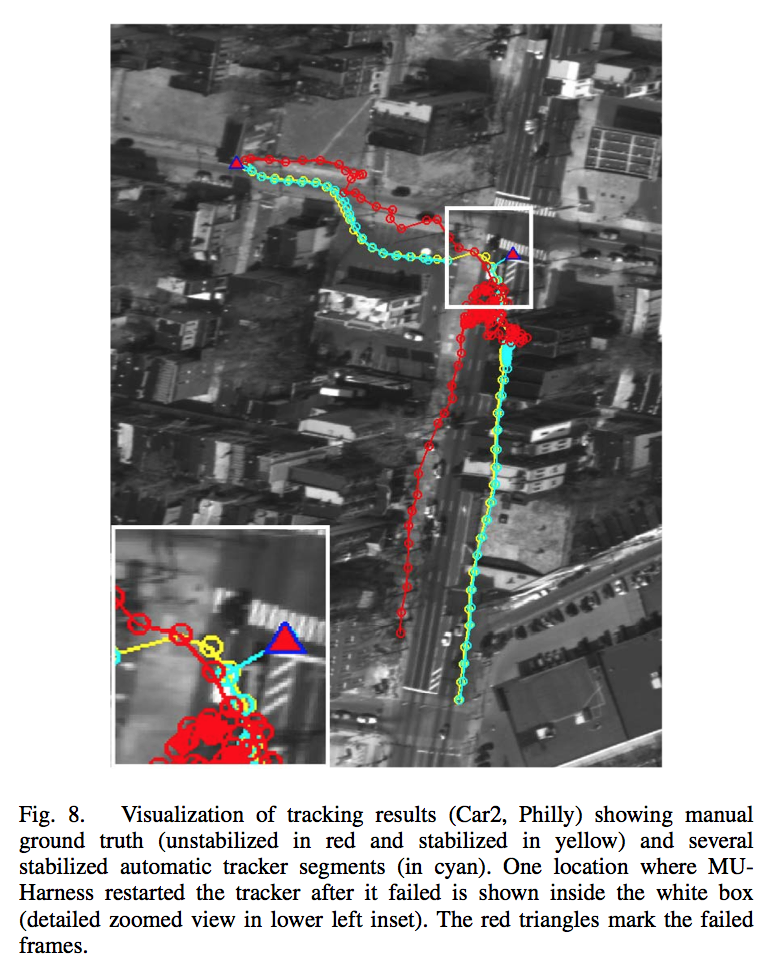 Fig. 8. Visualization of tracking results (Car2, Philly) showing manual
ground truth (unstabilized in red and stabilized in yellow) and several
stabilized automatic tracker segments (in cyan). One location where MU-
Harness restarted the tracker after it failed is shown inside the white box
(detailed zoomed view in lower left inset). The red triangles mark the failed
frames.